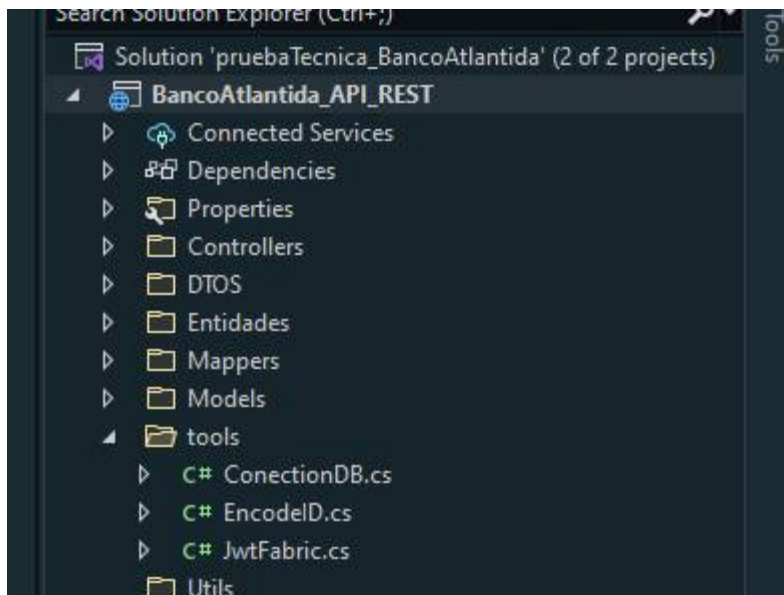 Search Solution Explorer (Ctrl+;)
Tools
Solution 'pruebaTecnica_BancoAtlantida' (2 of 2 projects)
BancoAtlantida_API_REST
Connected Services
Dependencies
Properties
Controllers
DTOS
Entidades
Mappers
Models
tools
C# ConectionDB.cs
C# EncodeID.cs
C# JwtFabric.cs
Utils